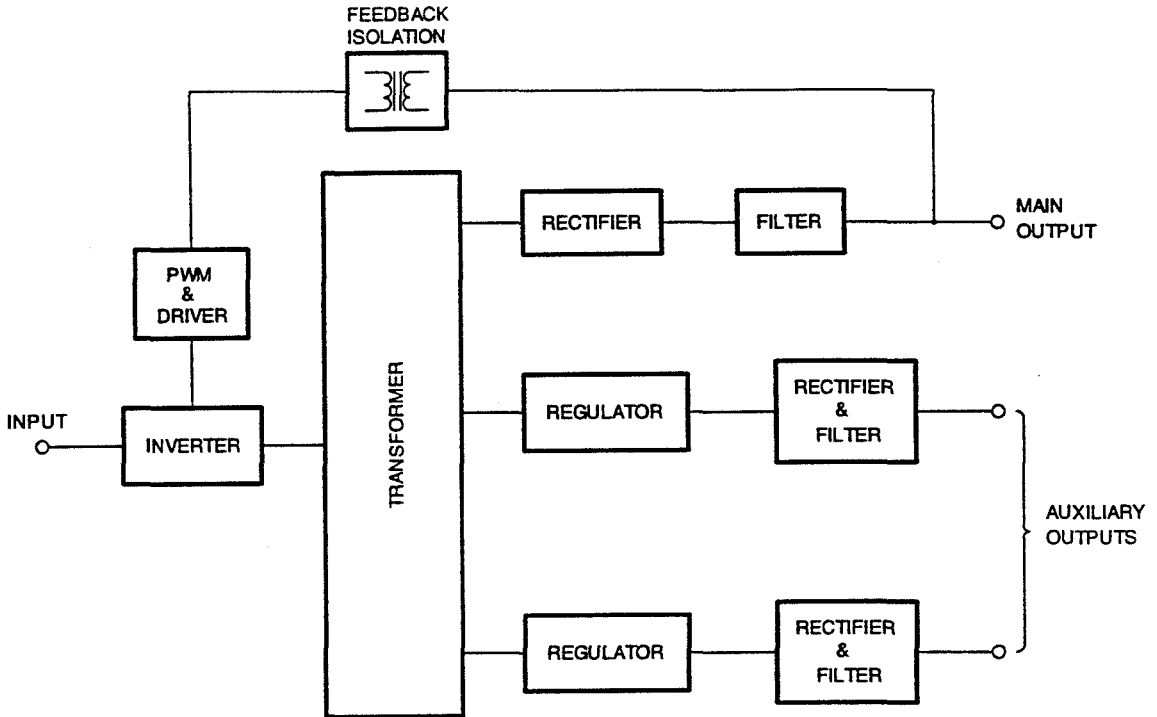 FEEDBACK
ISOLATION
RECTIFIER
FILTER
MAIN
OUTPUT
PWM
&
DRIVER
TRANSFORMER
REGULATOR
RECTIFIER
&
FILTER
INPUT
INVERTER
AUXILIARY
OUTPUTS
REGULATOR
RECTIFIER
&
FILTER